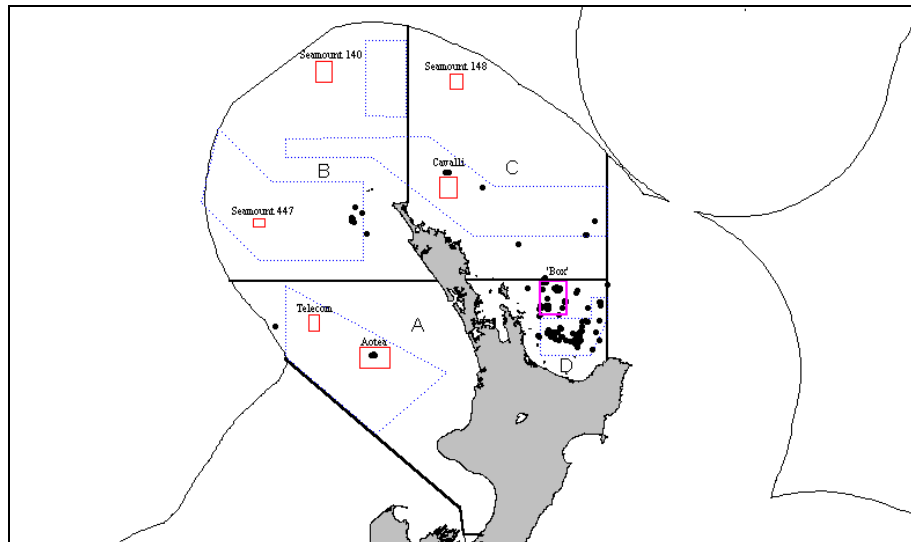 Seamount 140
Seamount 148
Cavalli
C
B
Seamount 447
'Box'
Telecom
A
Aotea
D